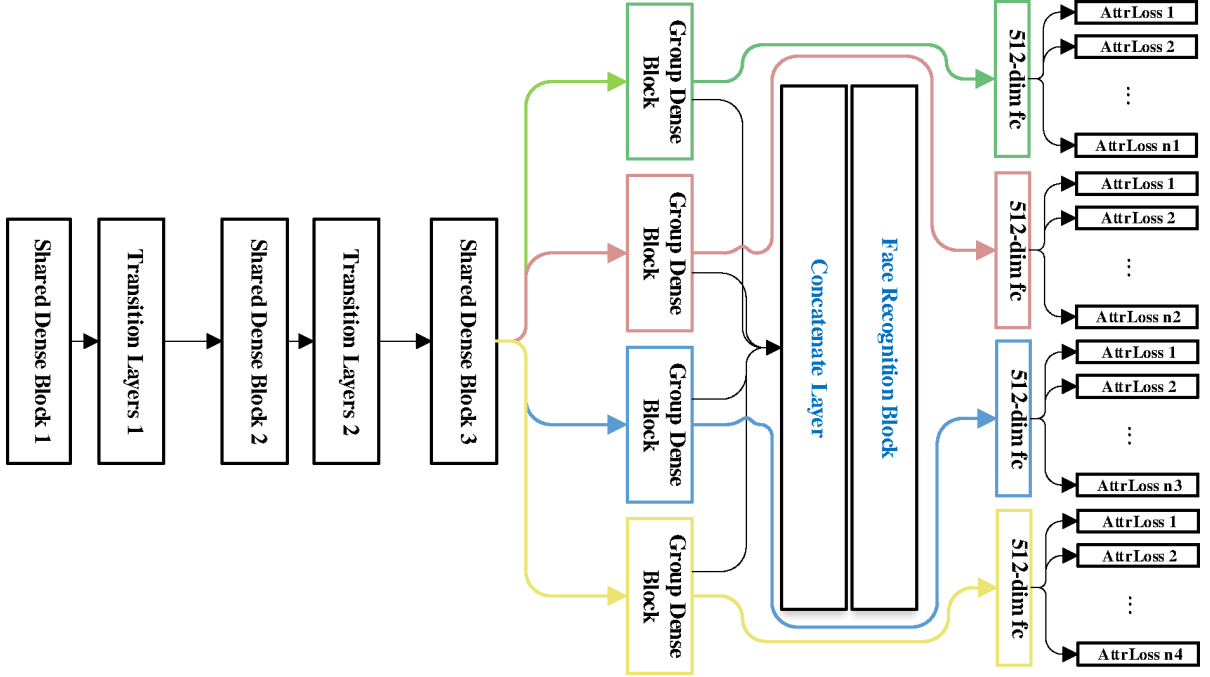 Shared Dense Block 1
Transition Layers 1
Shared Dense Block 2
Transition Layers 2
Shared Dense Block 3
Group Dense
Block
Group Dense
Block
Group Dense
Block
Group Dense
Block
Concatenate Layer
Face Recognition Block
512-dim fc
AttrLoss 1
AttrLoss 2
...
AttrLoss n1
512-dim fc
AttrLoss 1
AttrLoss 2
...
AttrLoss n2
512-dim fc
AttrLoss 1
AttrLoss 2
...
AttrLoss n3
512-dim fc
AttrLoss 1
AttrLoss 2
...
AttrLoss n4